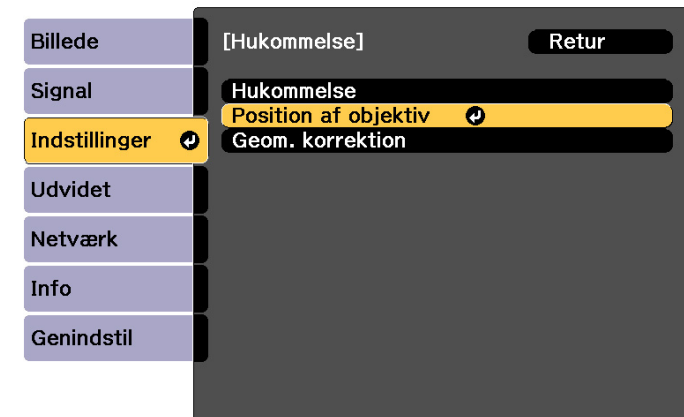 Billede
Signal
Indstillinger
Udvidet
Netværk
Info
Genindstil
[Hukommelse] Retur
Hukommelse
Position af objektiv
Geom. korrektion